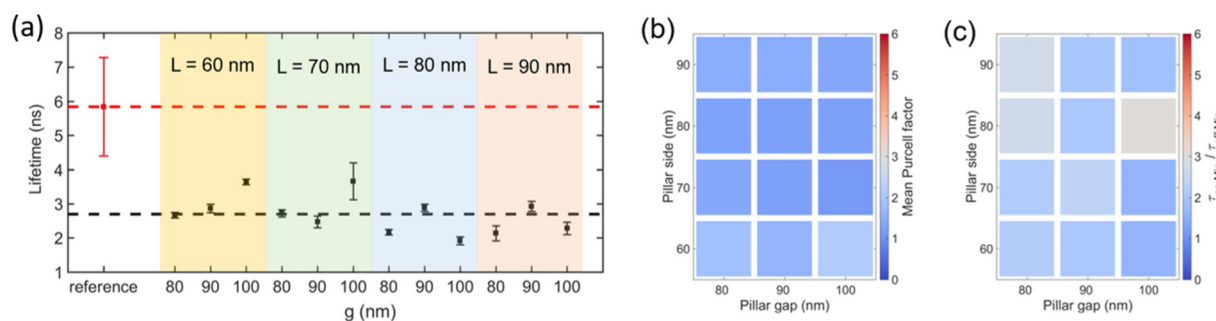 (a)
8
7
6
5
4
3
2
1
Lifetime (ns)
L = 60 nm
L = 70 nm
L = 80 nm
L = 90 nm
reference
80 90 100 80 90 100 80 90 100 80 90 100
g (nm)
(b)
Pillar side (nm)
90
80
70
60
80 90 100
Pillar gap (nm)
6
5
4
3
2
1
0
Mean Purcell factor
(c)
Pillar side (nm)
90
80
70
60
80 90 100
Pillar gap (nm)
6
5
4
3
2
1
0